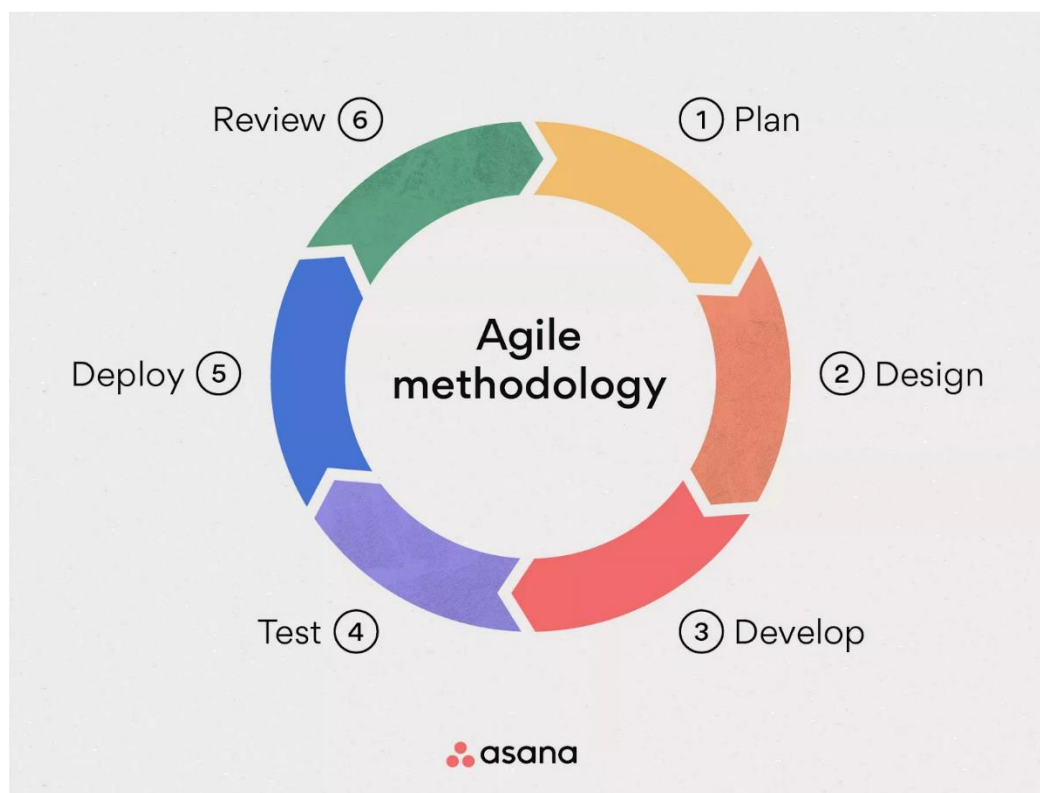 Review 6
1 Plan
Agile
methodology
Deploy 5
2 Design
Test 4
3 Develop
asana